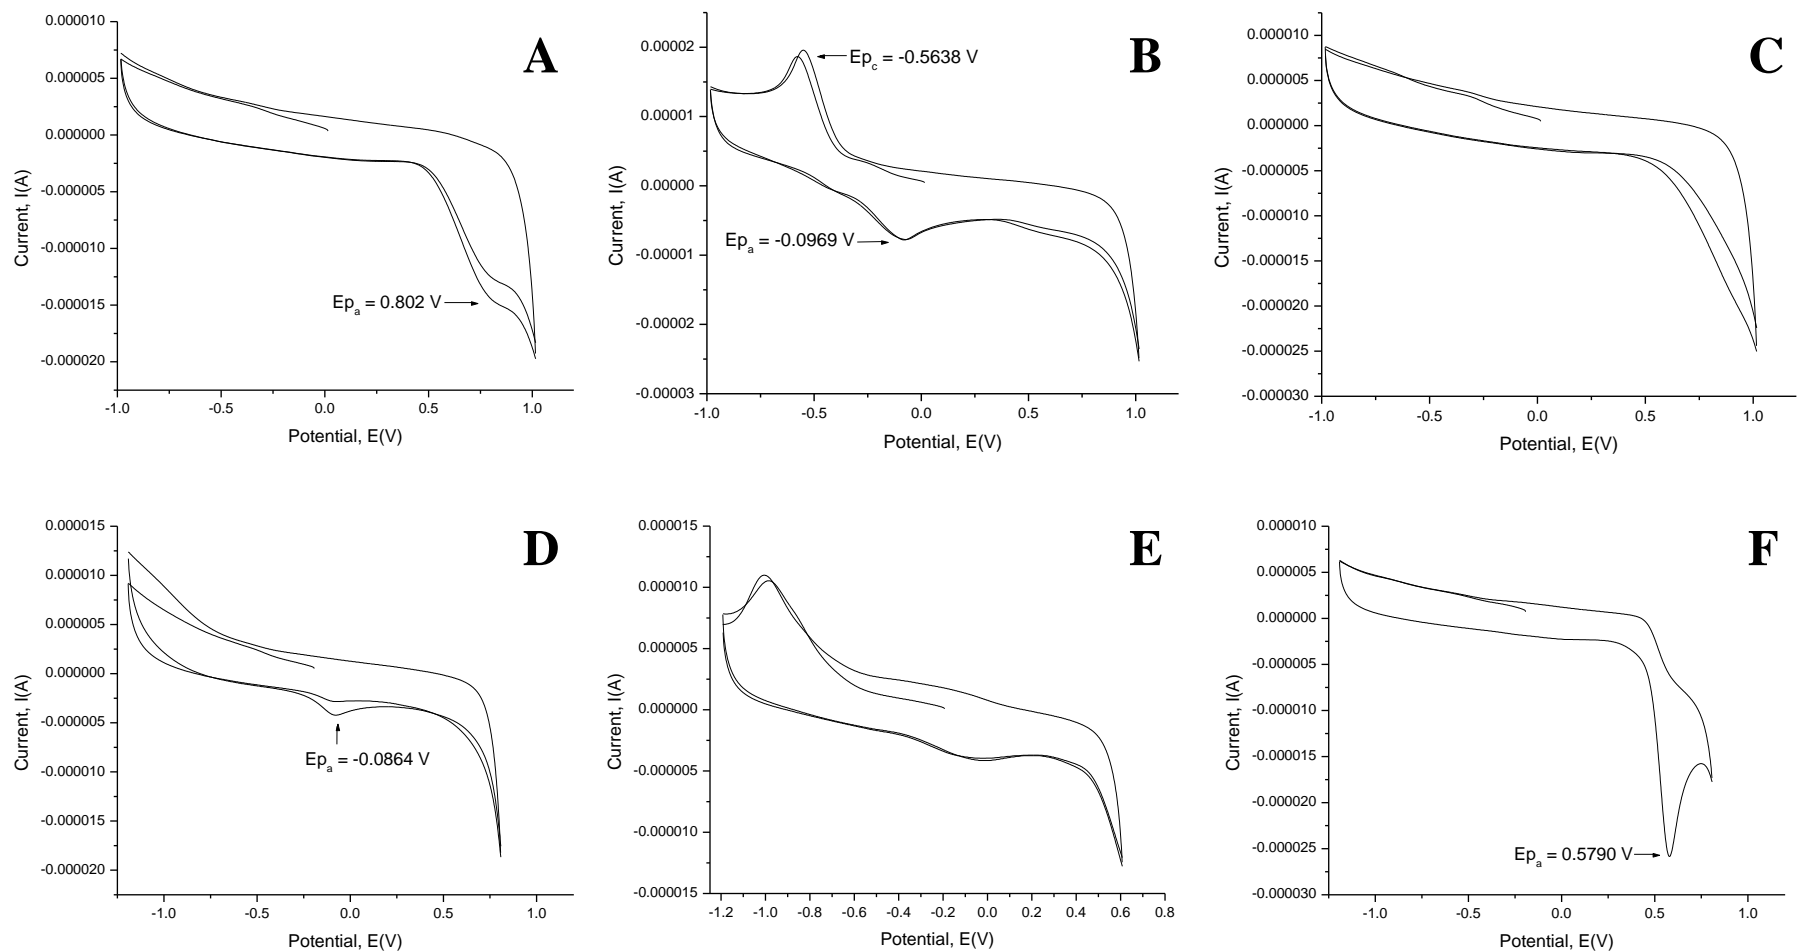 A
0.000010
0.000005
0.000000
-0.000005
-0.000010
-0.000015
-0.000020
Current, I(A)
Ep_a = 0.802 V
-1.0 -0.5 0.0 0.5 1.0
Potential, E(V)
B
0.00002
0.00001
0.00000
-0.00001
-0.00002
-0.00003
Current, I(A)
Ep_c = -0.5638 V
Ep_a = -0.0969 V
-1.0 -0.5 0.0 0.5 1.0
Potential, E(V)
C
0.000010
0.000005
0.000000
-0.000005
-0.000010
-0.000015
-0.000020
-0.000025
-0.000030
Current, I(A)
-1.0 -0.5 0.0 0.5 1.0
Potential, E(V)
D
0.000015
0.000010
0.000005
0.000000
-0.000005
-0.000010
-0.000015
-0.000020
Current, I(A)
Ep_a = -0.0864 V
-1.0 -0.5 0.0 0.5 1.0
Potential, E(V)
E
0.000015
0.000010
0.000005
0.000000
-0.000005
-0.000010
-0.000015
Current, I(A)
-1.2 -1.0 -0.8 -0.6 -0.4 -0.2 0.0 0.2 0.4 0.6 0.8
Potential, E(V)
F
0.000010
0.000005
0.000000
-0.000005
-0.000010
-0.000015
-0.000020
-0.000025
-0.000030
Current, I(A)
Ep_a = 0.5790 V
-1.0 -0.5 0.0 0.5 1.0
Potential, E(V)